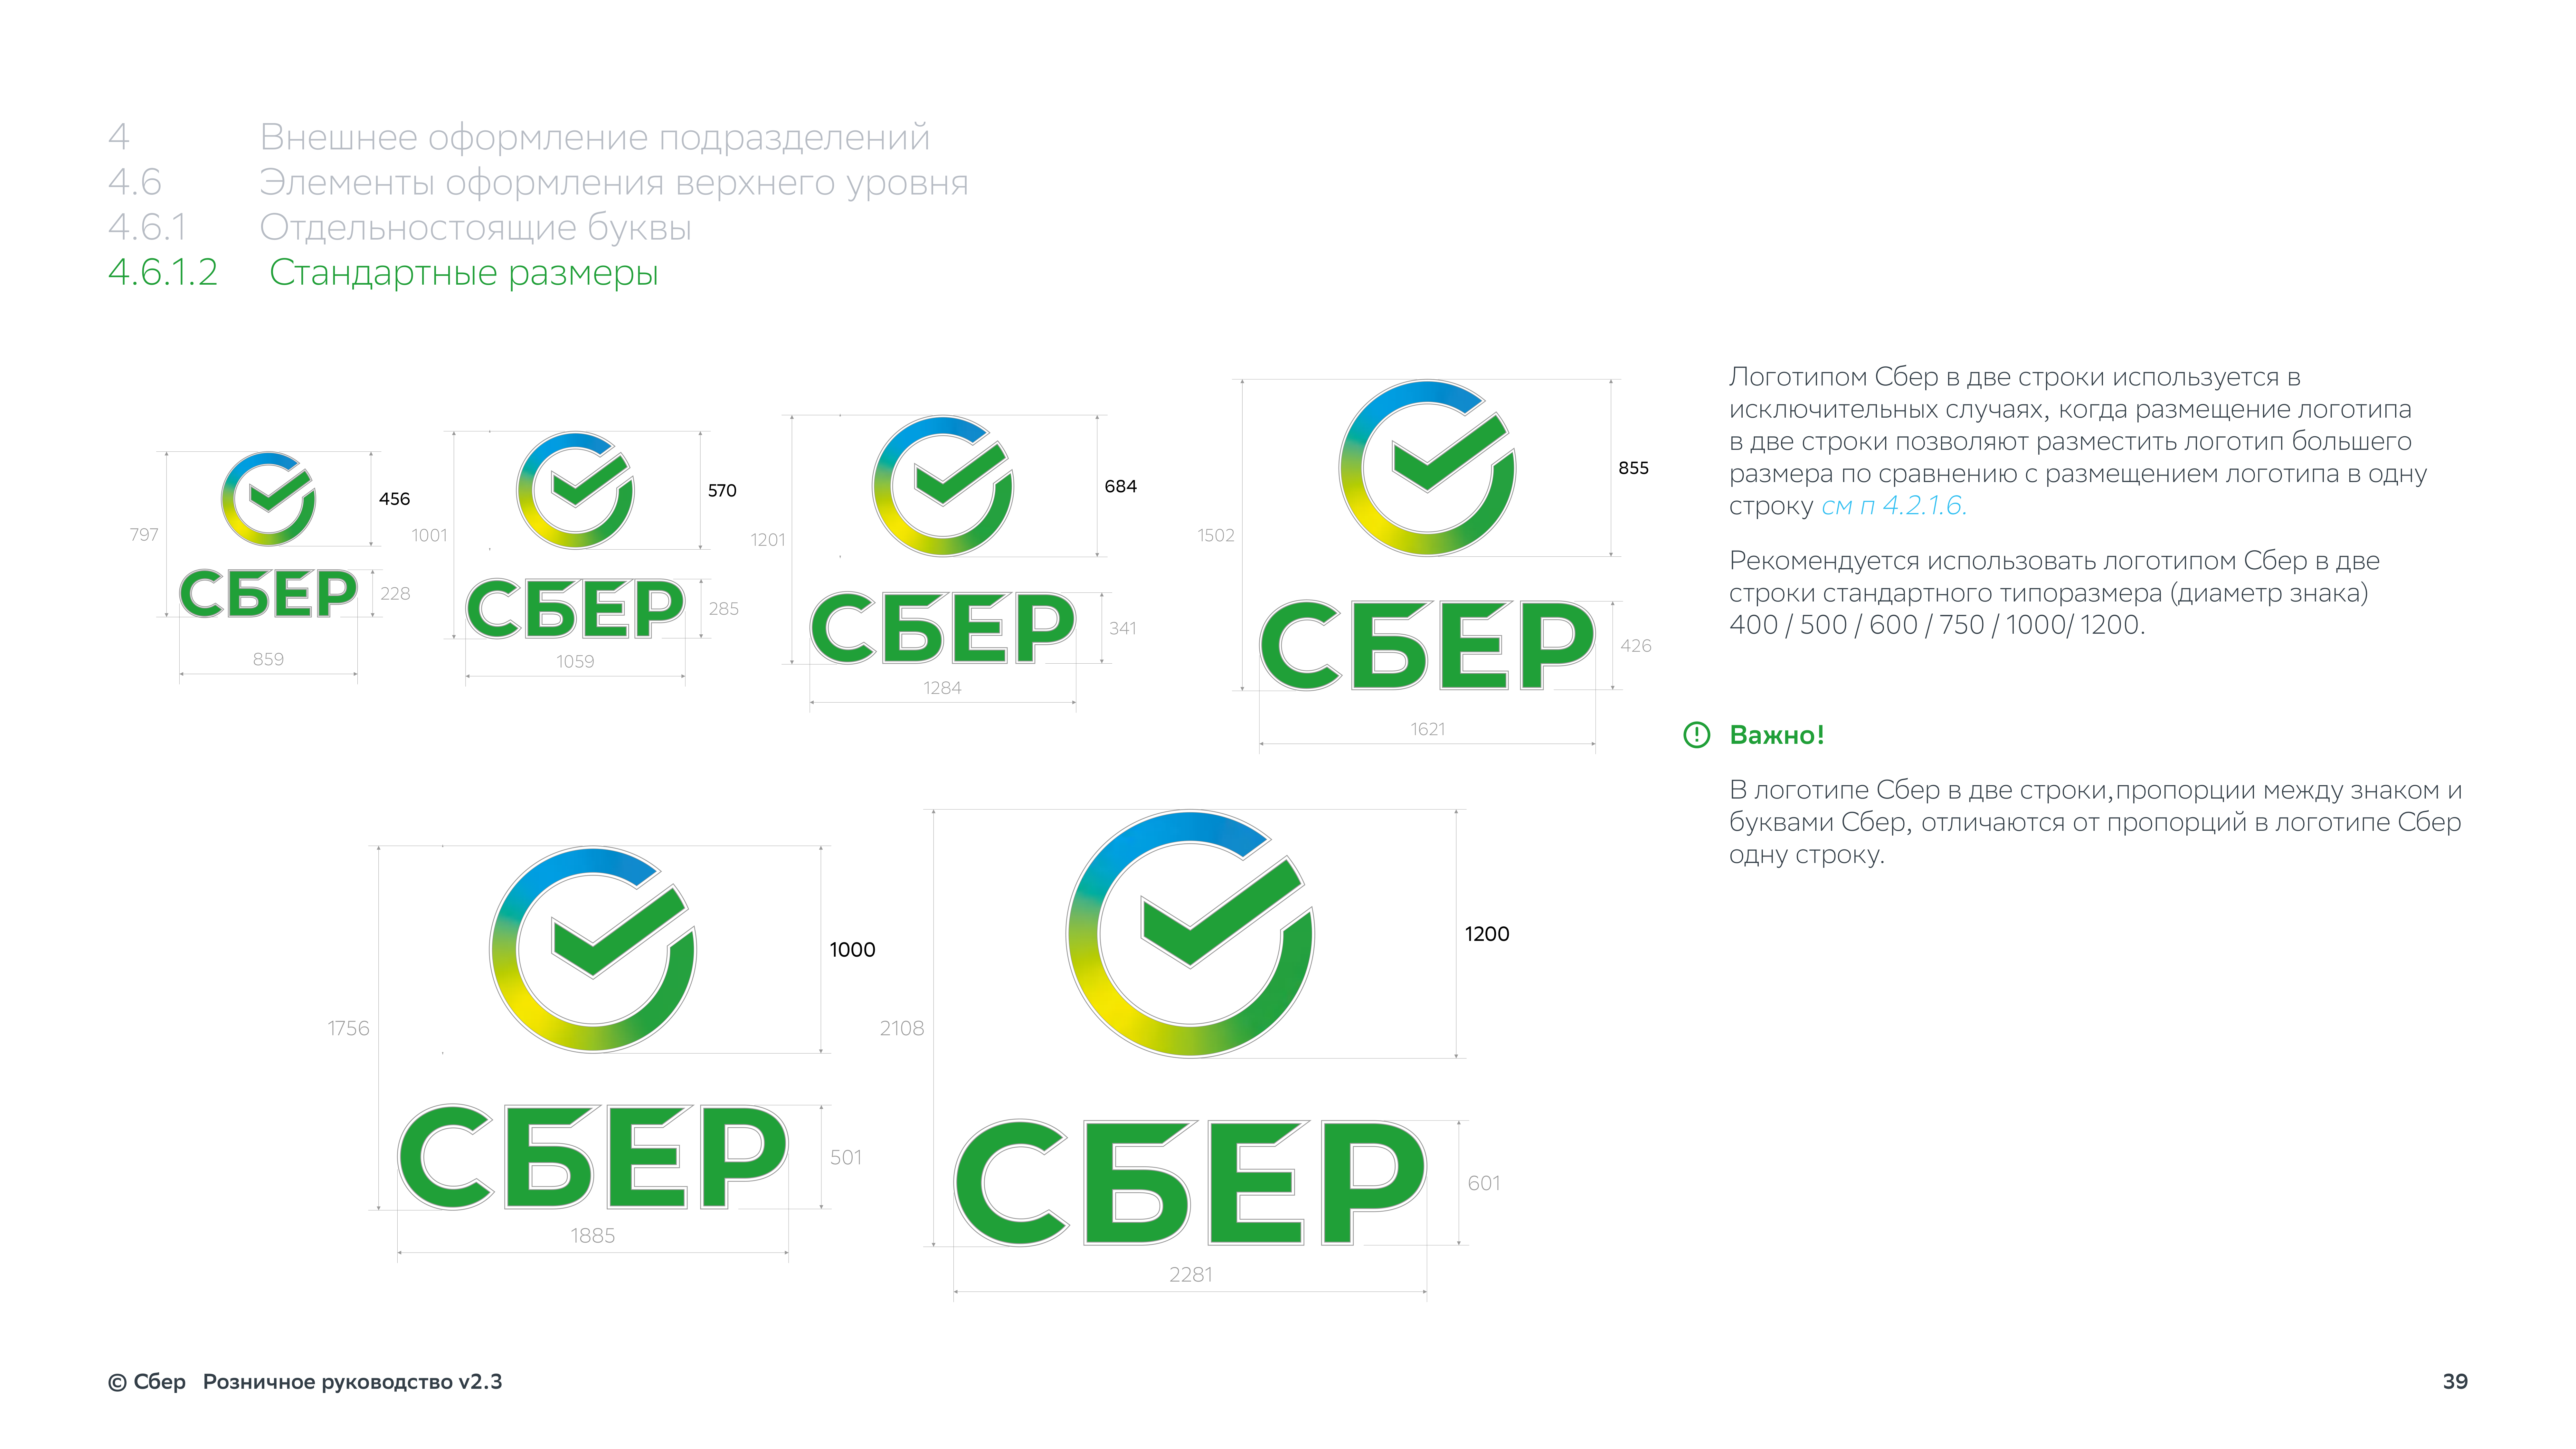 4 Внешнее оформление подразделений
4.6 Элементы оформления верхнего уровня
4.6.1 Отдельностоящие буквы
4.6.1.2 Стандартные размеры
797
456
СБЕР
228
859
1001
570
СБЕР
285
1059
1201
684
СБЕР
341
1284
1502
855
СБЕР
426
1621
1756
1000
СБЕР
501
1885
2108
1200
СБЕР
601
2281
Логотипом Сбер в две строки используется в
исключительных случаях, когда размещение логотипа
в две строки позволяют разместить логотип большего
размера по сравнению с размещением логотипа в одну
строку см п 4.2.1.6.
Рекомендуется использовать логотипом Сбер в две
строки стандартного типоразмера (диаметр знака)
400 / 500 / 600 / 750 / 1000/ 1200.
Важно!
В логотипе Сбер в две строки,пропорции между знаком и
буквами Сбер, отличаются от пропорций в логотипе Сбер
одну строку.
© Сбер Розничное руководство v2.3
39